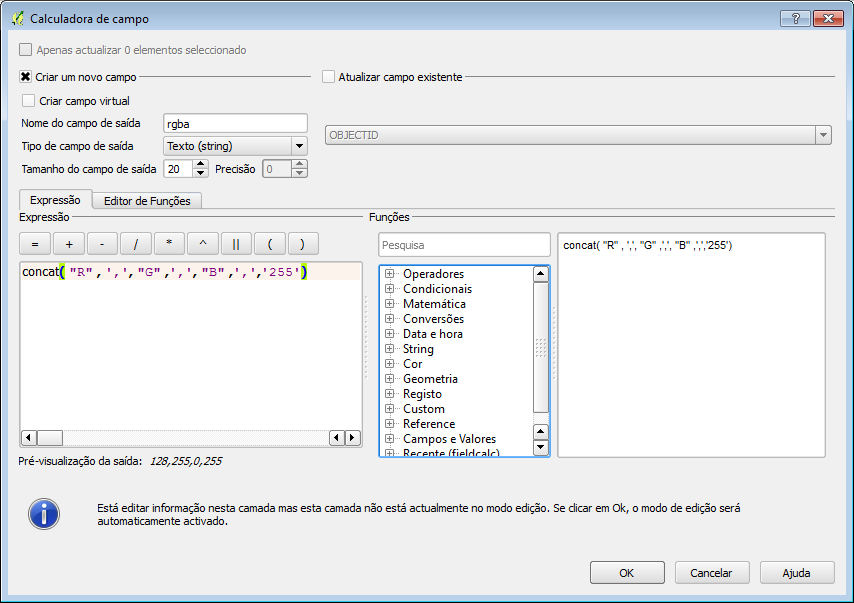 Calculadora de campo
?
Apenas actualizar 0 elementos seleccionado
Criar um novo campo
Atualizar campo existente
Criar campo virtual
Nome do campo de saída
rgba
Tipo de campo de saída
Texto (string)
OBJECTID
Tamanho do campo de saída
20
Precisão
0
Expressão
Editor de Funções
Expressão
Funções
= + - / * ^ || ( )
concat( "R" , ',', "G" ,',', "B" ,',','255')
Pesquisa
Operadores
Condicionais
Matemática
Conversões
Data e hora
String
Cor
Geometria
Registo
Custom
Reference
Campos e Valores
Recente (fieldcalc)
concat( "R" , ',', "G" ,',', "B" ,',','255')
Pré-visualização da saída: 128,255,0,255
Está editar informação nesta camada mas esta camada não está actualmente no modo edição. Se clicar em Ok, o modo de edição será
automaticamente activado.
OK
Cancelar
Ajuda